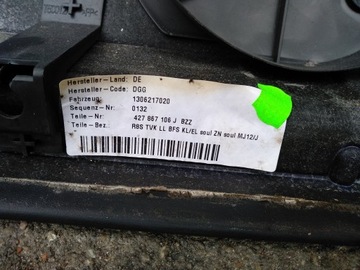 Hersteller-Land: DE
Hersteller-Code: DGG
Fahrzeug: 1306217020
Sequenz-Nr: 0132
Teile-Nr: 427 867 106 J BZZ
Teile-Bez: RBS TVK LL BFS KL/EL soul ZN soul MJ12/J